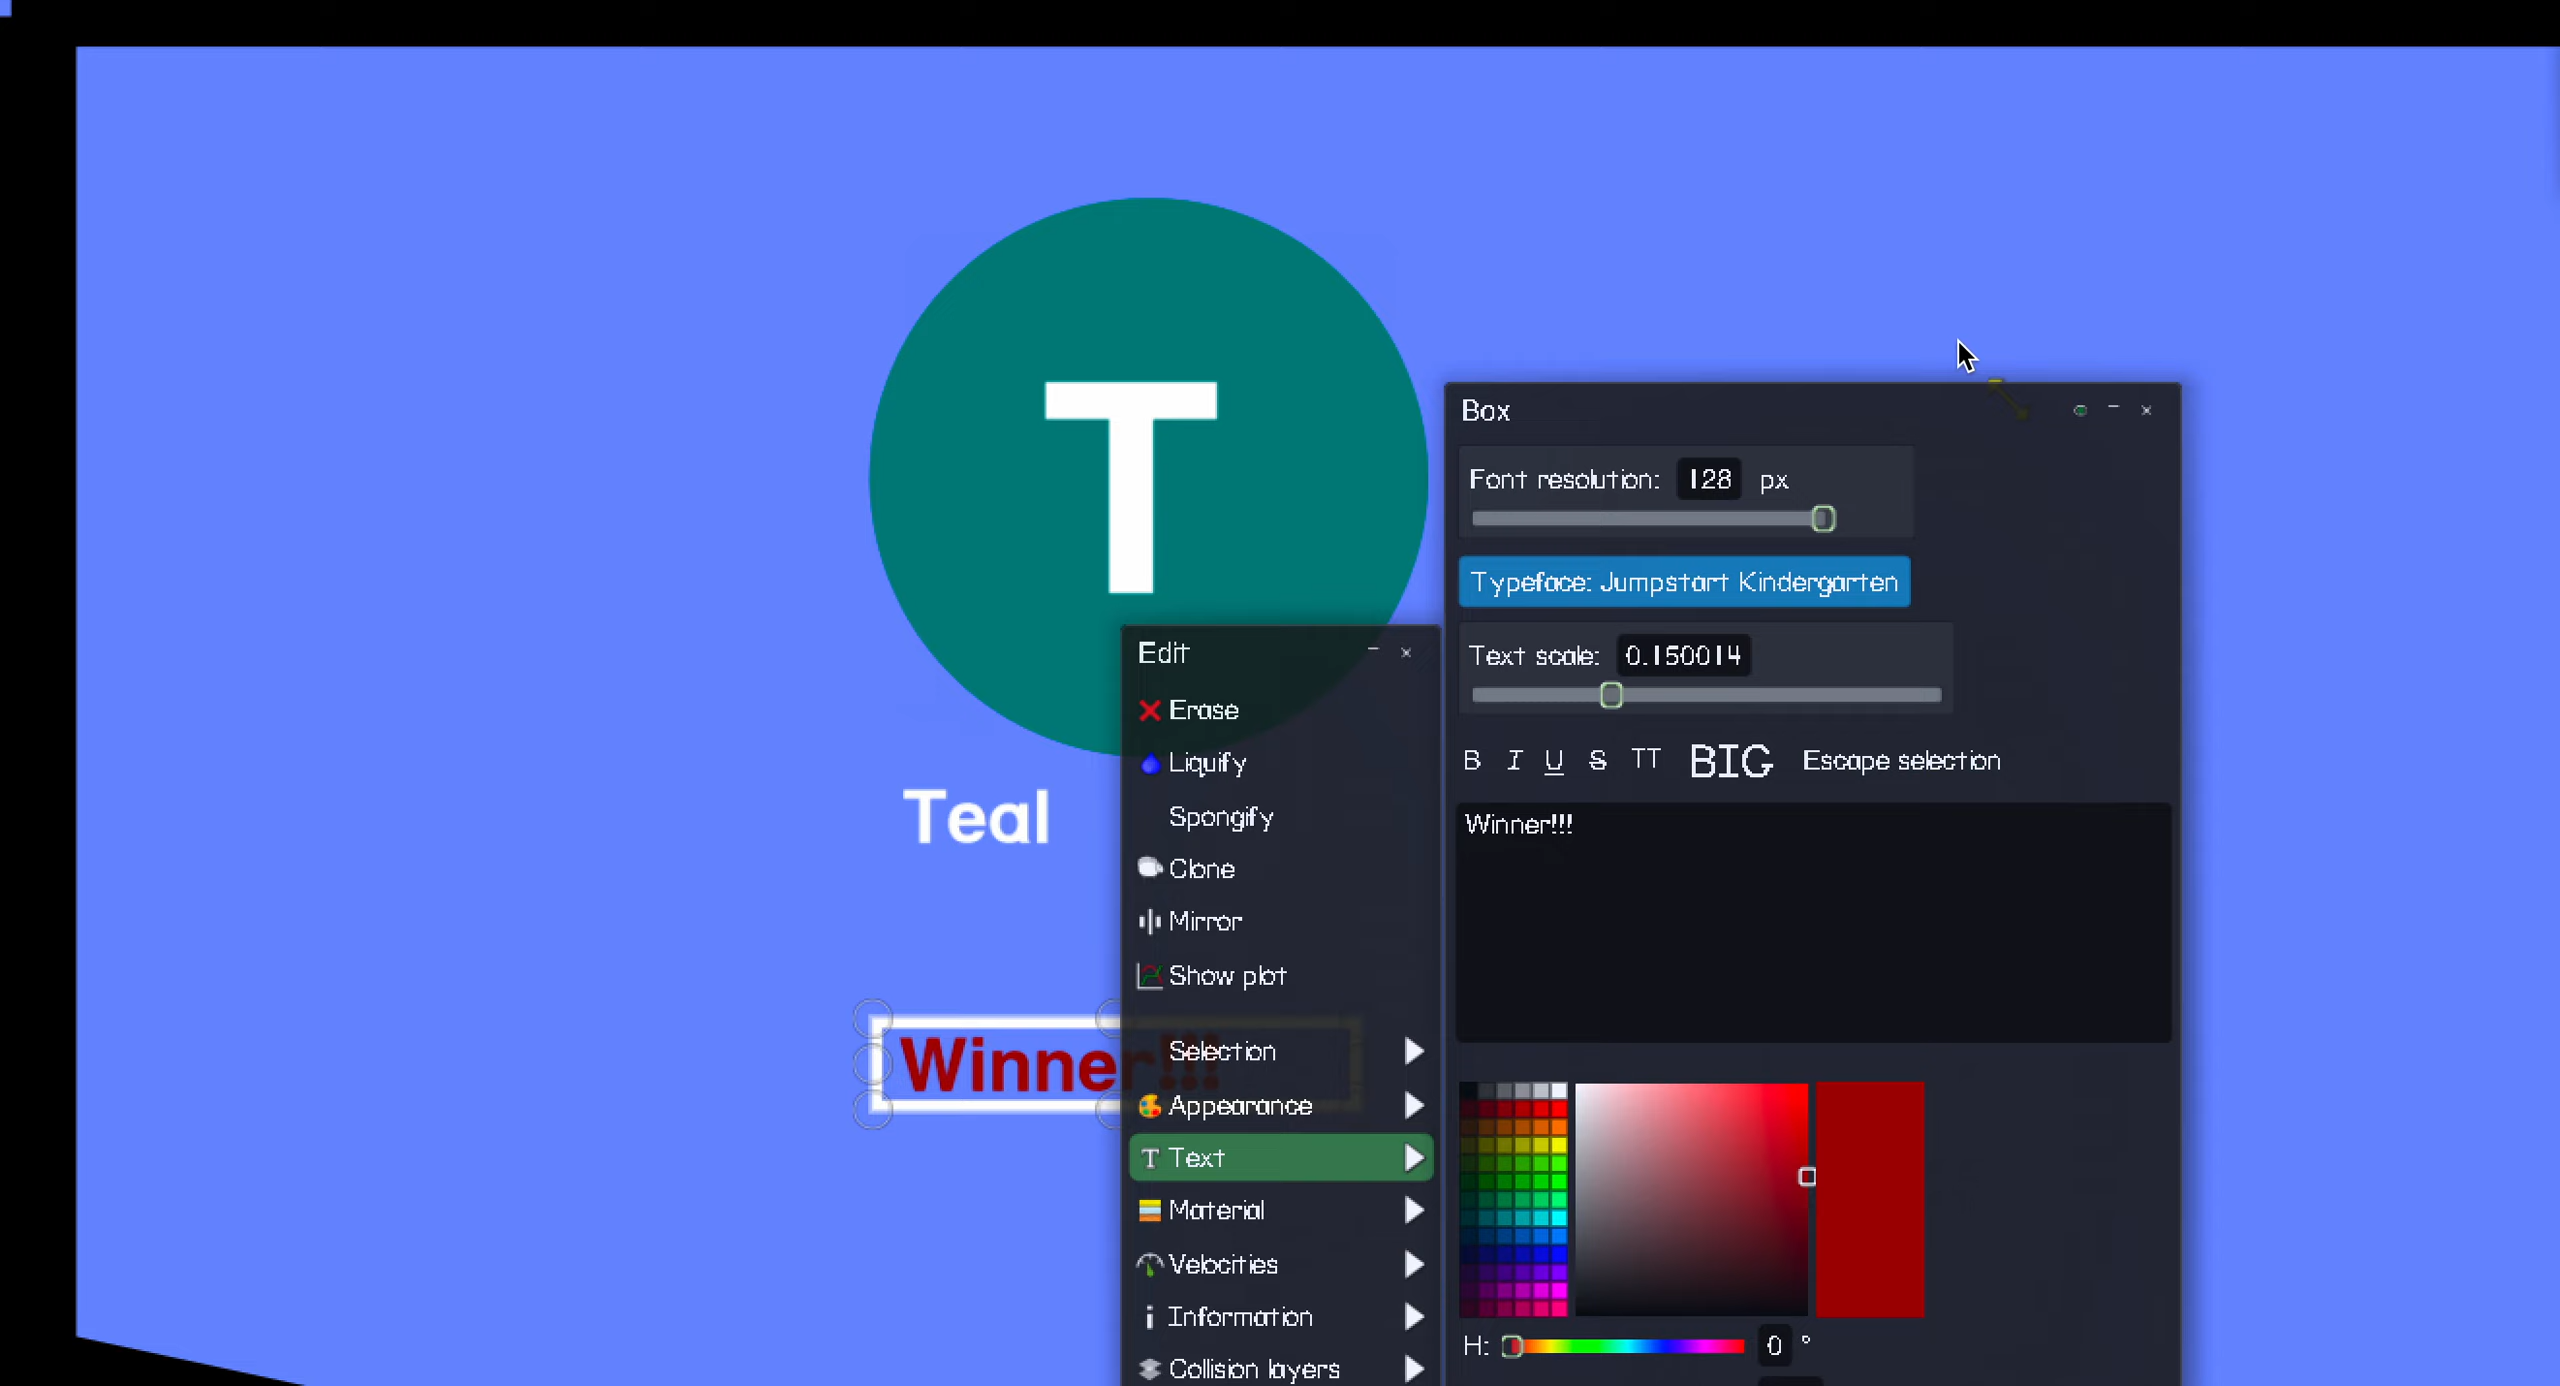 T
Teal
Winner!!!
Edit
Erase
Liquify
Spongify
Clone
Mirror
Show plot
Selection
Appearance
T Text
Material
Velocities
Information
Collision layers
Box
Font resolution: 128 px
Typeface: Jumpstart Kindergarten
Text scale: 0.150014
B I U S TT BIG Escape selection
Winner!!!
H: 0 °